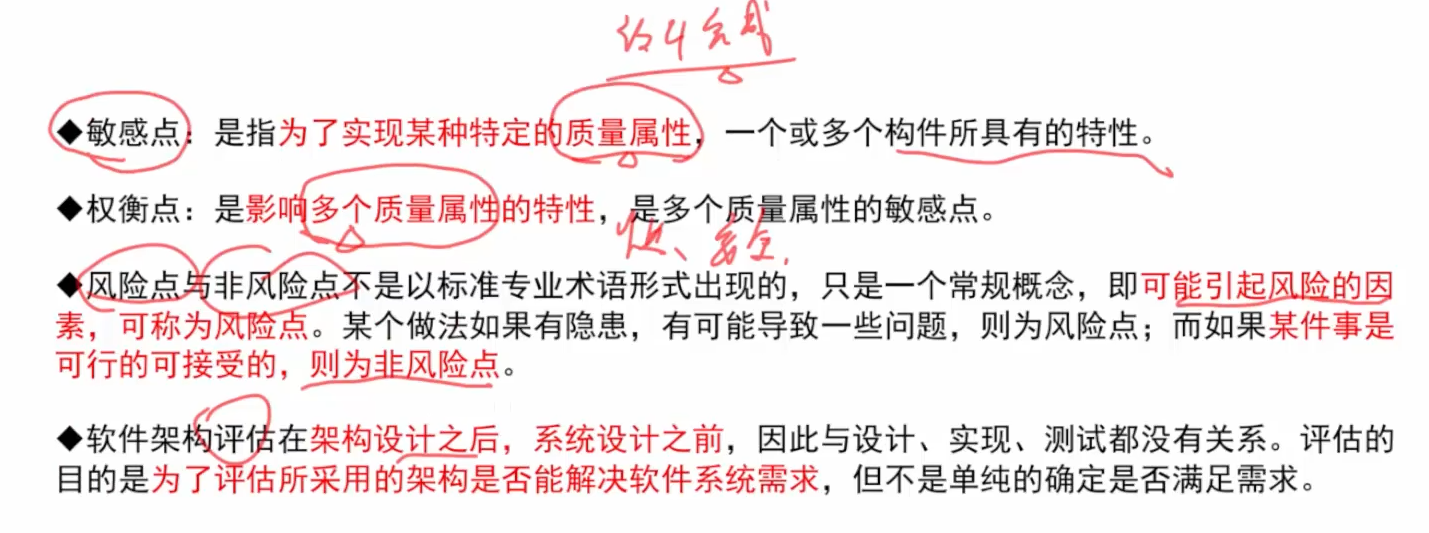 ◆敏感点：是指为了实现某种特定的质量属性，一个或多个构件所具有的特性。
◆权衡点：是影响多个质量属性的特性，是多个质量属性的敏感点。
◆风险点与非风险点不是以标准专业术语形式出现的，只是一个常规概念，即可能引起风险的因
素，可称为风险点。某个做法如果有隐患，有可能导致一些问题，则为风险点；而如果某件事是
可行的可接受的，则为非风险点。
◆软件架构评估在架构设计之后，系统设计之前，因此与设计、实现、测试都没有关系。评估的
目的是为了评估所采用的架构是否能解决软件系统需求，但不是单纯的确定是否满足需求。